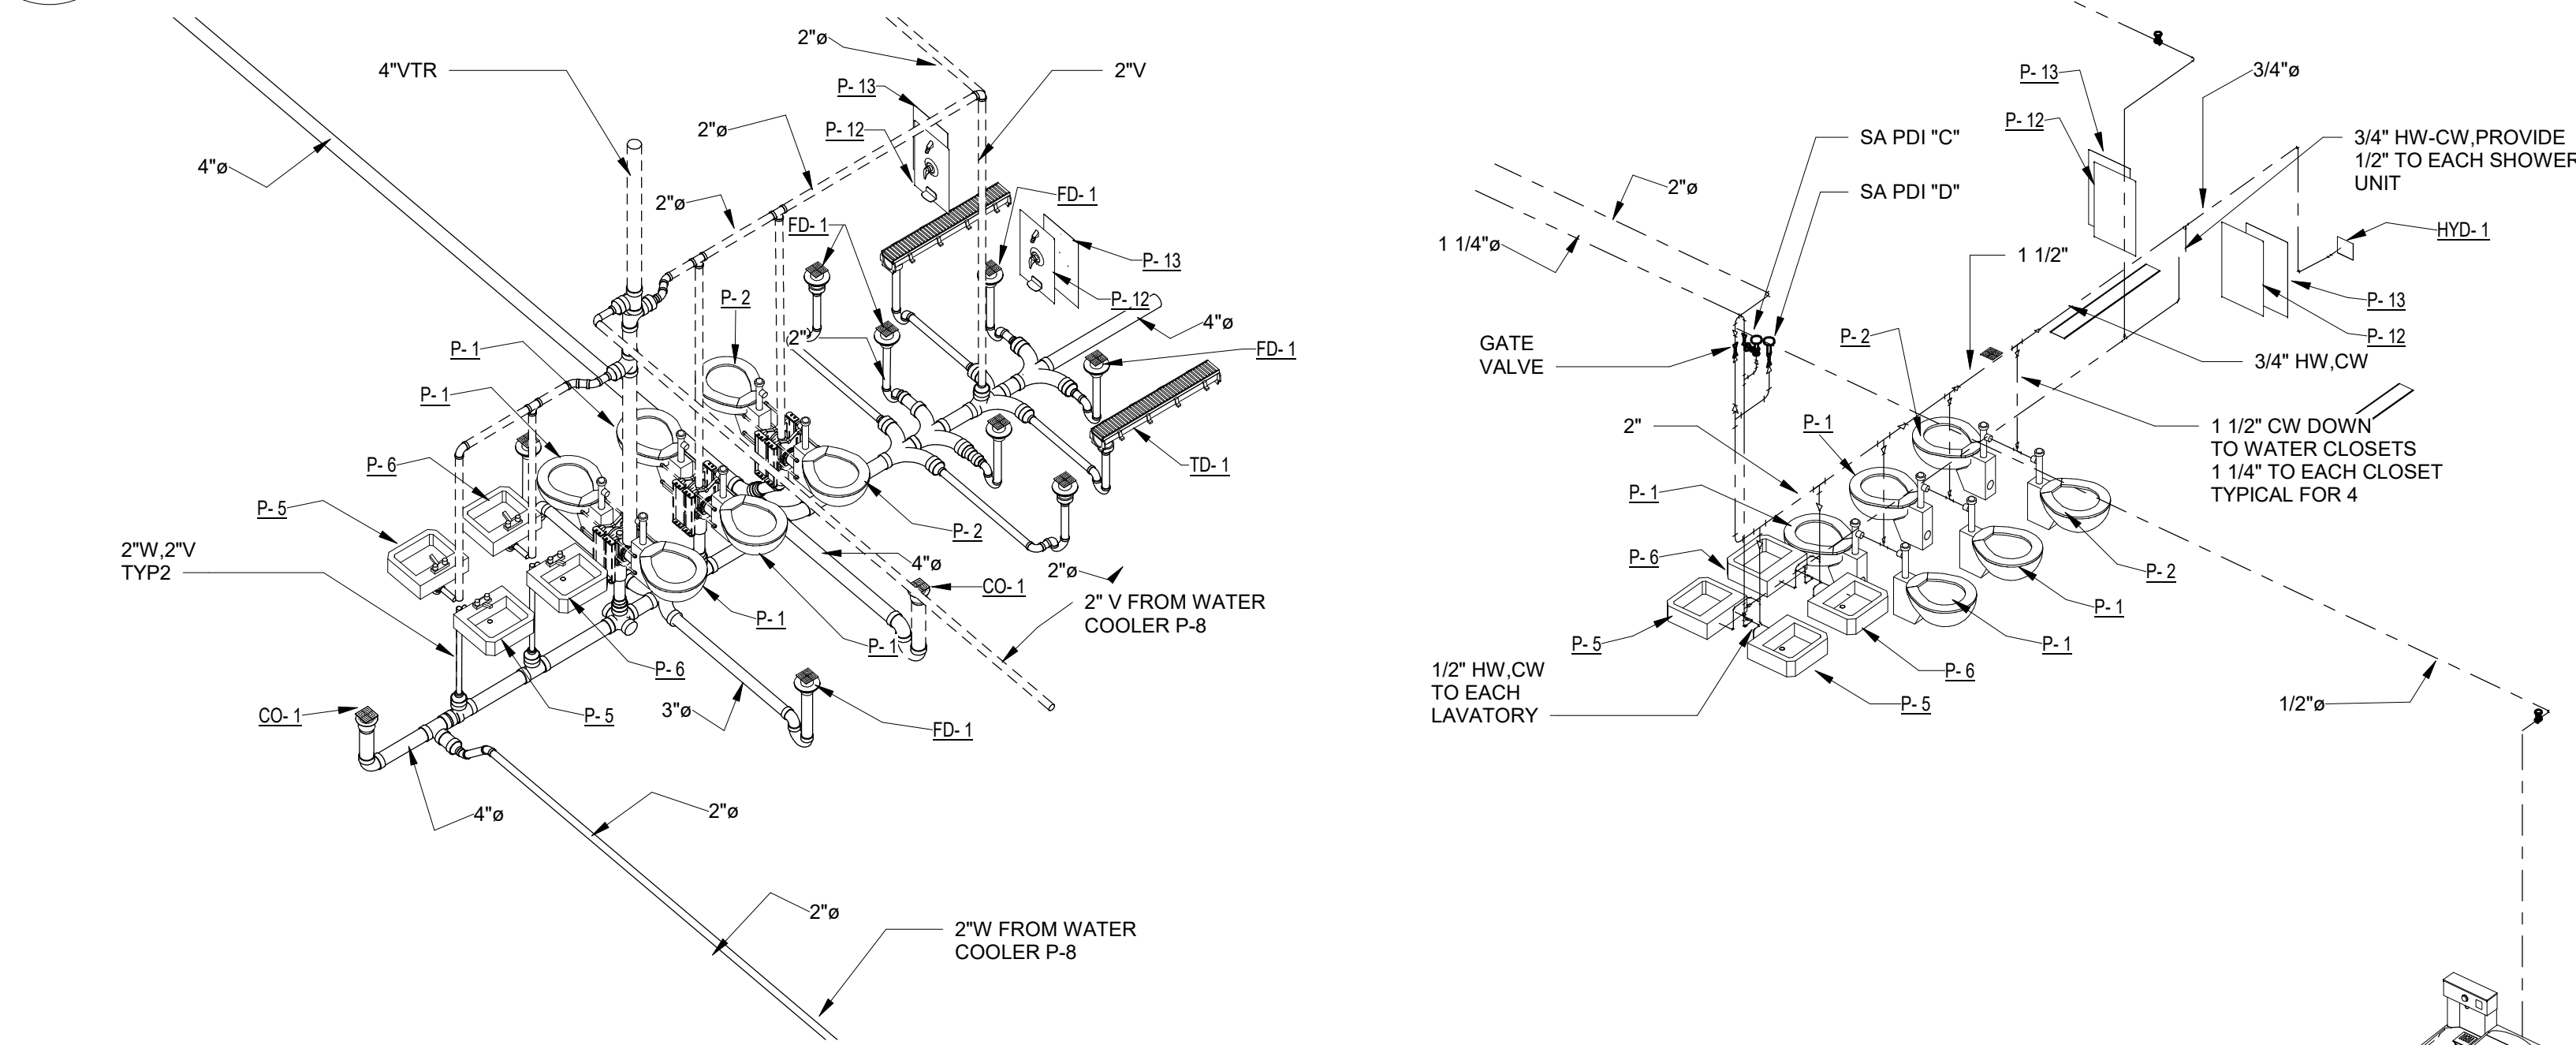 2"ø
4"VTR
2"V
P- 13
2"ø
P- 12
4"ø
2"ø
FD- 1
FD- 1
P- 13
P- 2
P- 12
4"ø
2"
P- 1
FD- 1
P- 1
P- 6
TD- 1
P- 5
P- 2
2"W,2"V
TYP2
4"ø
2"ø
CO- 1
2" V FROM WATER
COOLER P-8
P- 1
P- 1
P- 6
3"ø
CO- 1
P- 5
FD- 1
4"ø
2"ø
2"ø
2"W FROM WATER
COOLER P-8
P- 13
3/4"ø
P- 12
SA PDI "C"
3/4" HW-CW,PROVIDE
1/2" TO EACH SHOWER
UNIT
2"ø
SA PDI "D"
1 1/4"ø
HYD- 1
1 1/2"
P- 13
P- 12
GATE
VALVE
P- 2
3/4" HW,CW
P- 1
2"
1 1/2" CW DOWN
TO WATER CLOSETS
1 1/4" TO EACH CLOSET
TYPICAL FOR 4
P- 1
P- 6
P- 2
P- 1
P- 5
P- 1
1/2" HW,CW
TO EACH
LAVATORY
P- 6
P- 5
1/2"ø